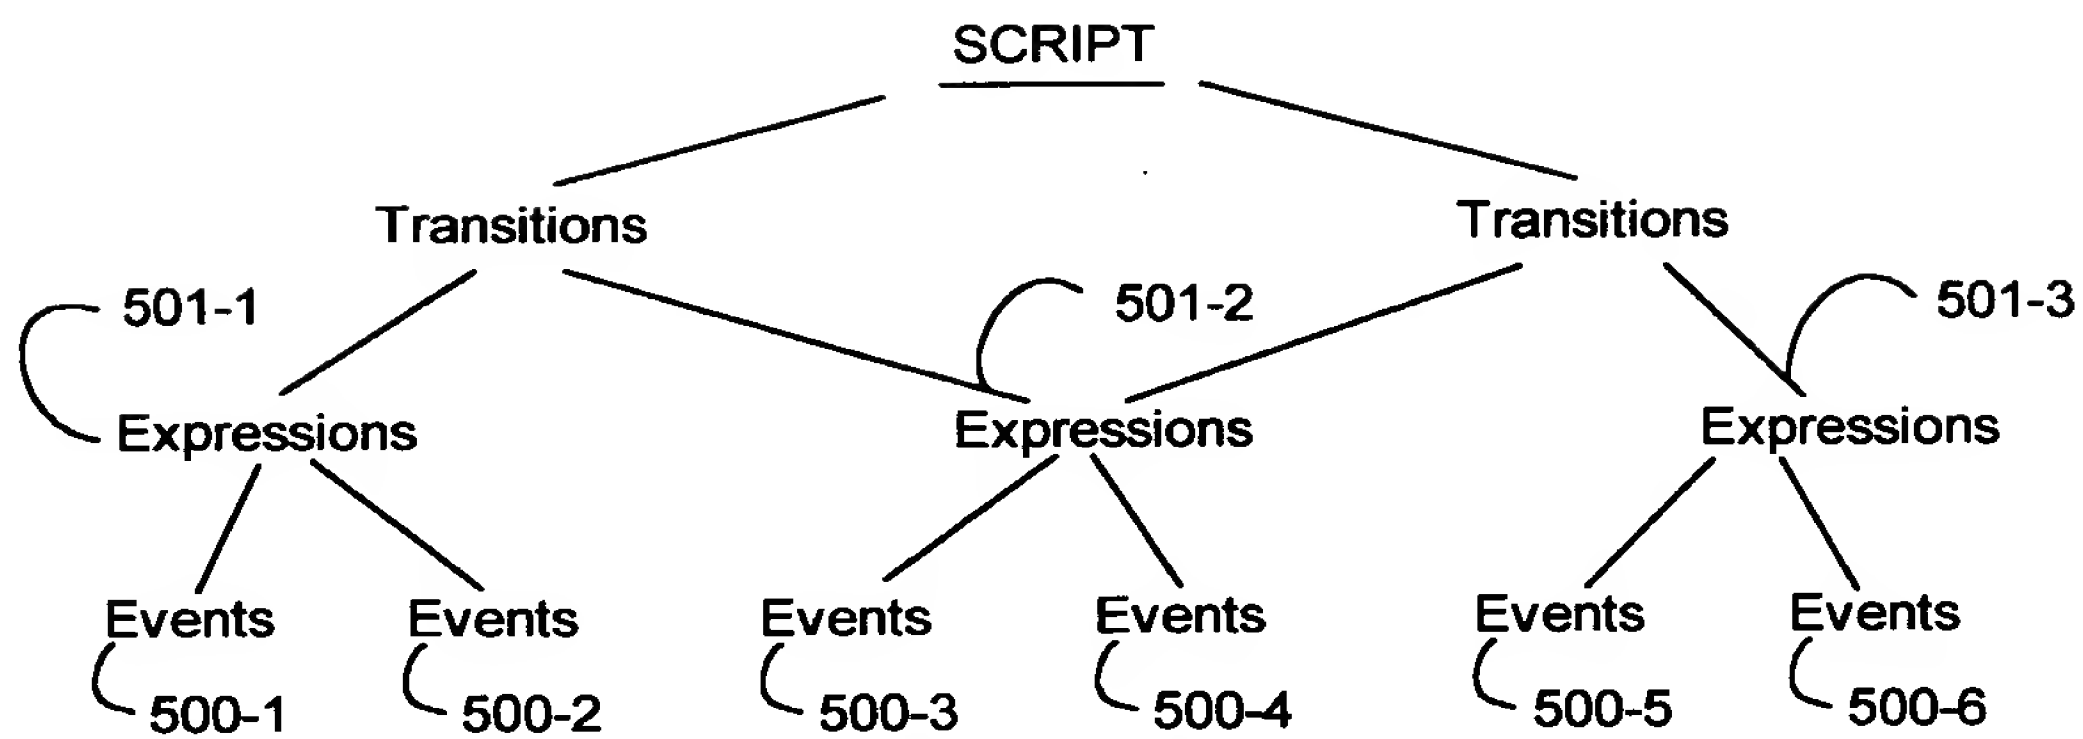 SCRIPT
Transitions Transitions
501-1 501-2 501-3
Expressions Expressions Expressions
Events Events Events Events Events Events
500-1 500-2 500-3 500-4 500-5 500-6